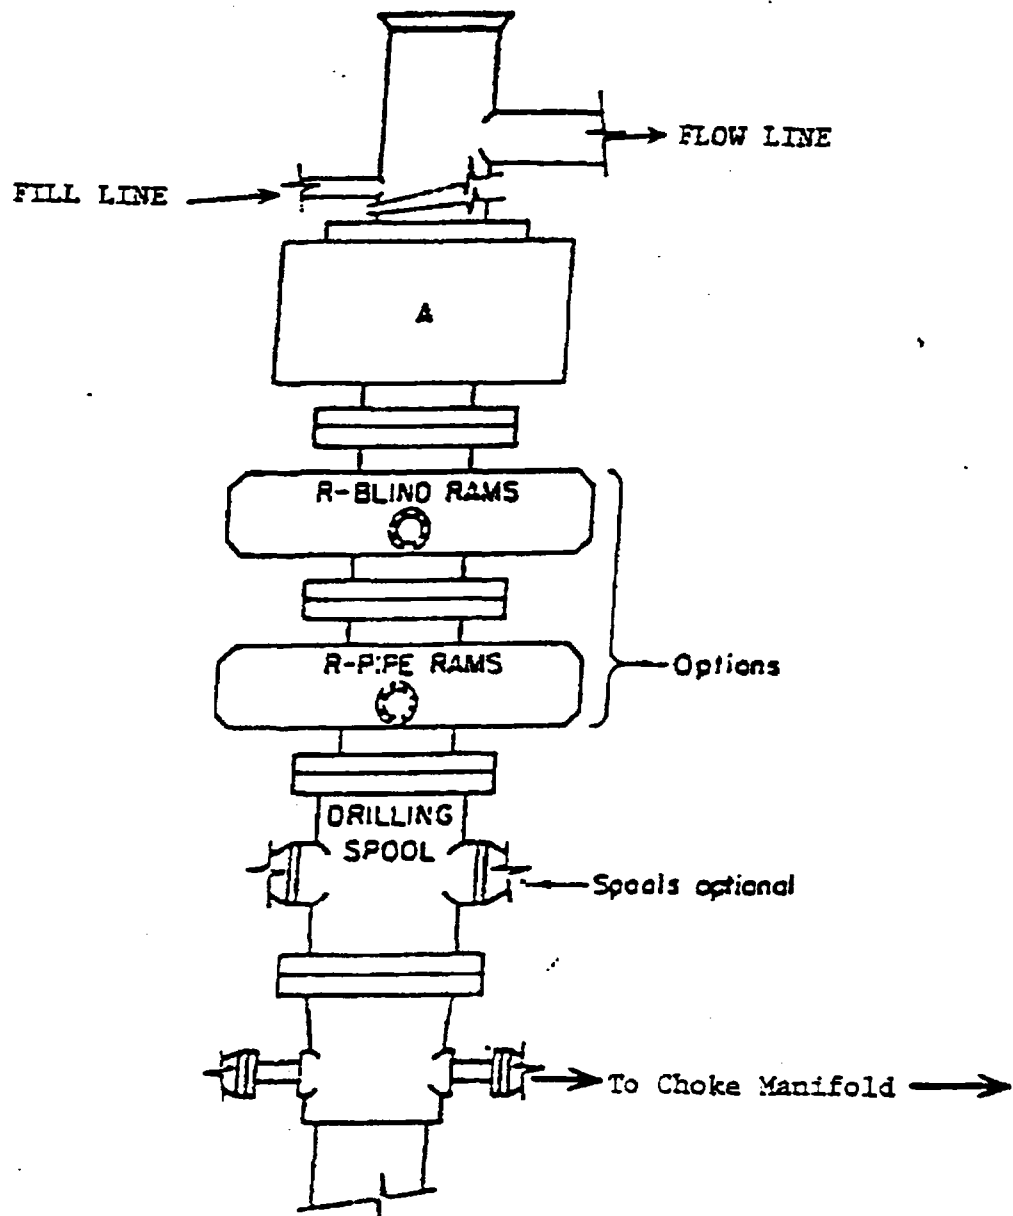 FLOW LINE
FILL LINE
A
R-BLIND RAMS
R-PIPE RAMS
Options
DRILLING
SPOOL
Spools optional
To Choke Manifold